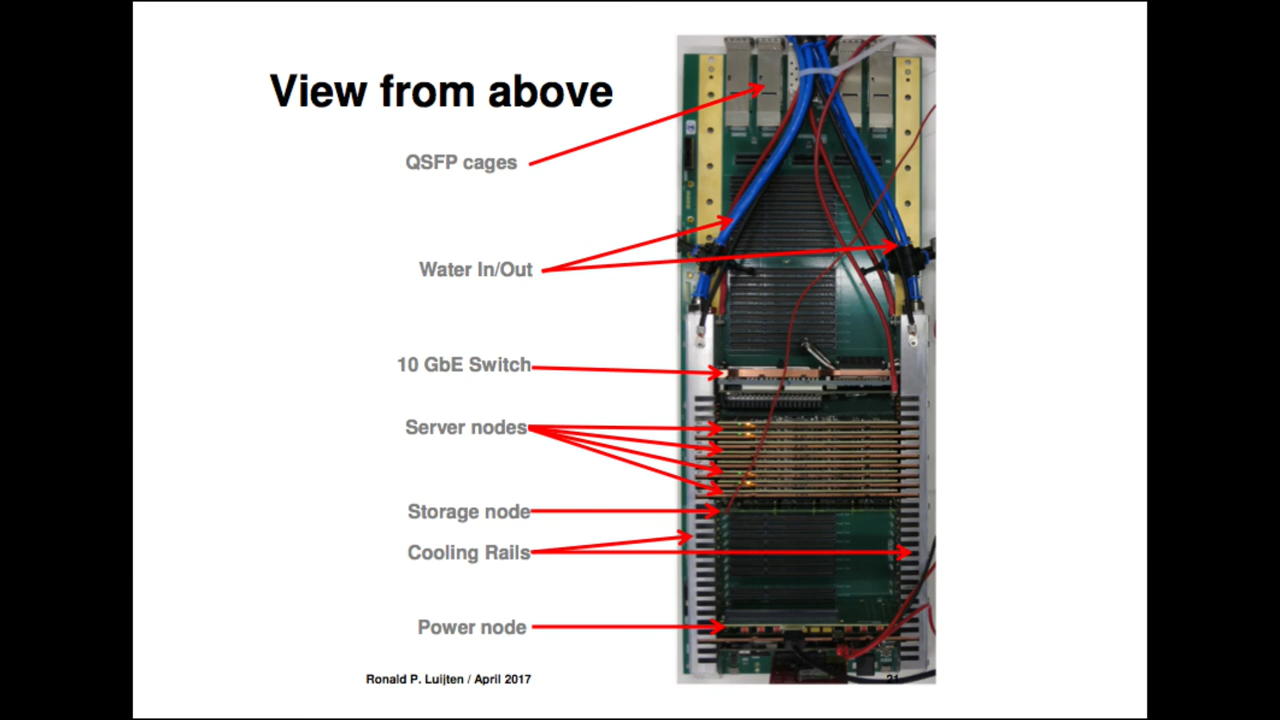 View from above
QSFP cages
Water In/Out
10 GbE Switch
Server nodes
Storage node
Cooling Rails
Power node
Ronald P. Luijten / April 2017
21